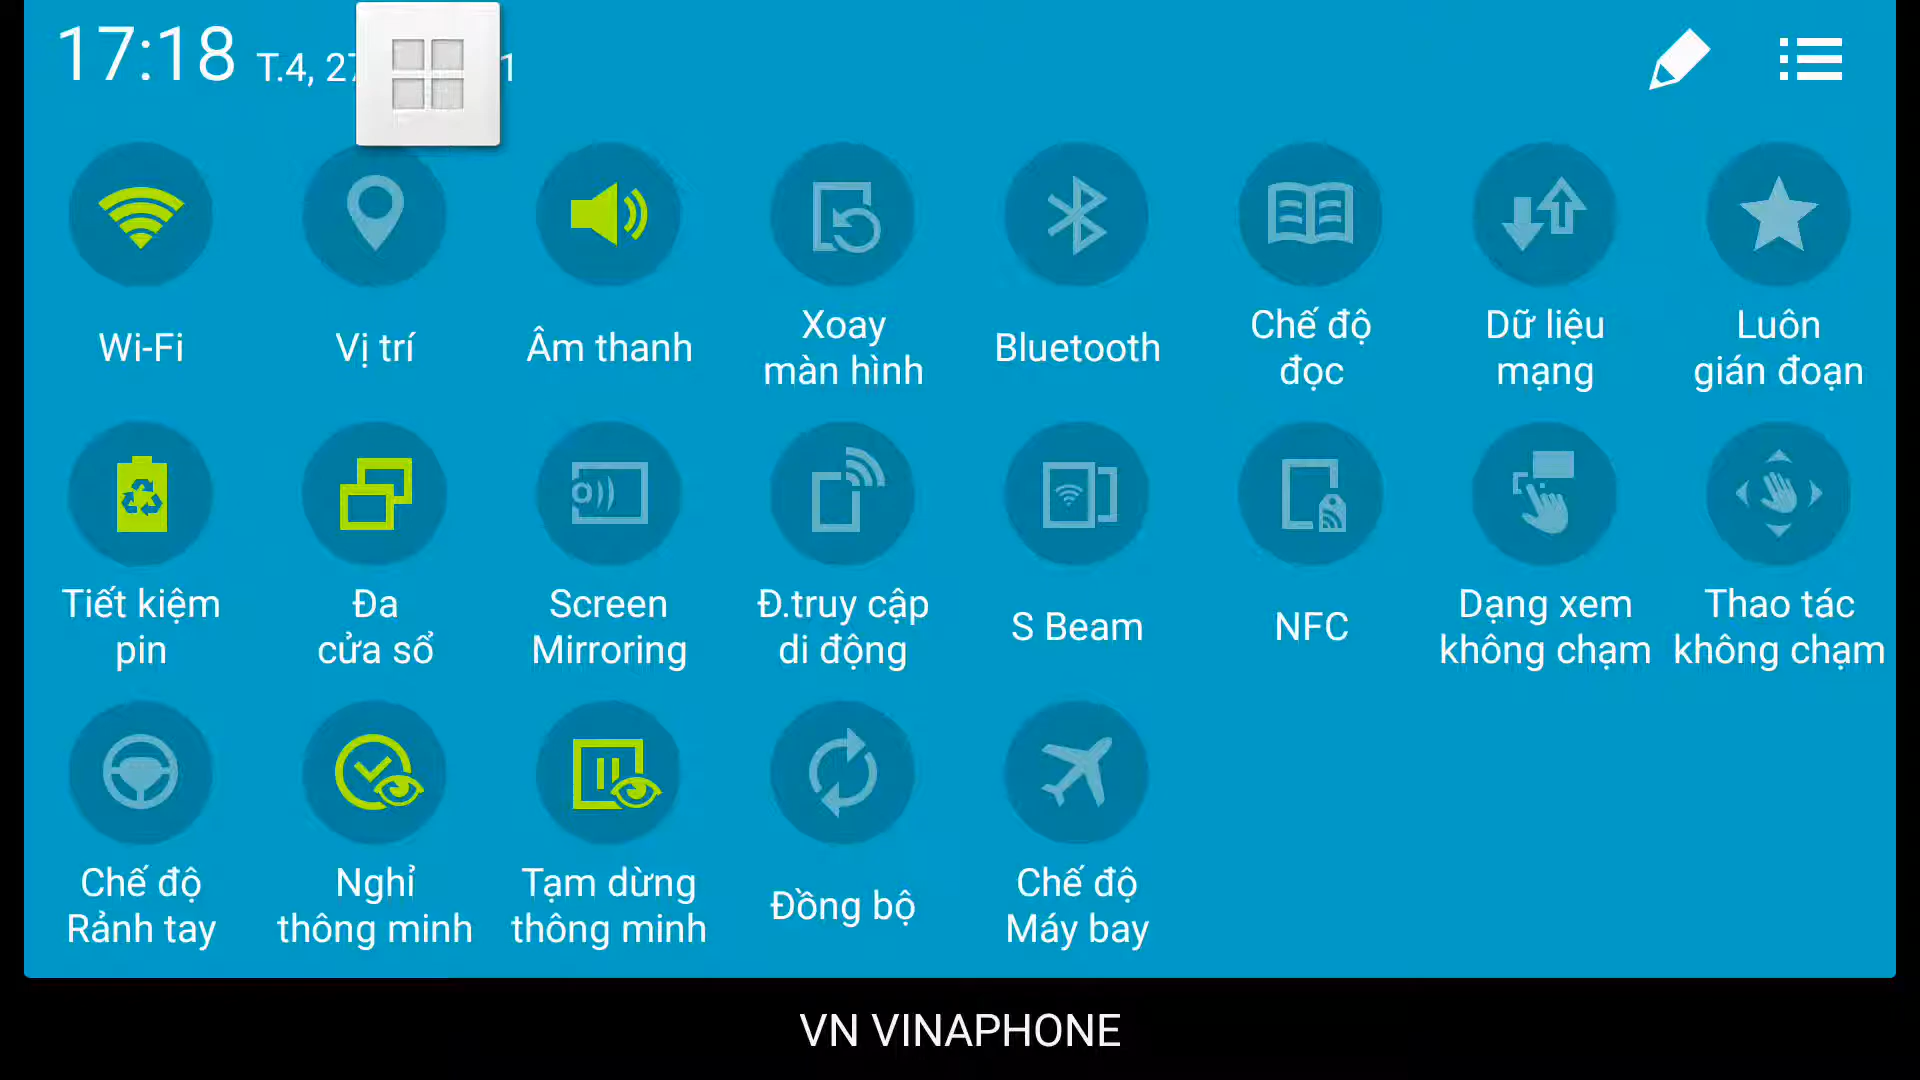 17:18 T.4, 27 1
Wi-Fi
Vị trí
Âm thanh
Xoay
màn hình
Bluetooth
Chế độ
đọc
Dữ liệu
mạng
Luôn
gián đoạn
Tiết kiệm
pin
Đa
cửa sổ
Screen
Mirroring
Đ.truy cập
di động
S Beam
NFC
Dạng xem
không chạm
Thao tác
không chạm
Chế độ
Rảnh tay
Nghỉ
thông minh
Tạm dừng
thông minh
Đồng bộ
Chế độ
Máy bay
VN VINAPHONE